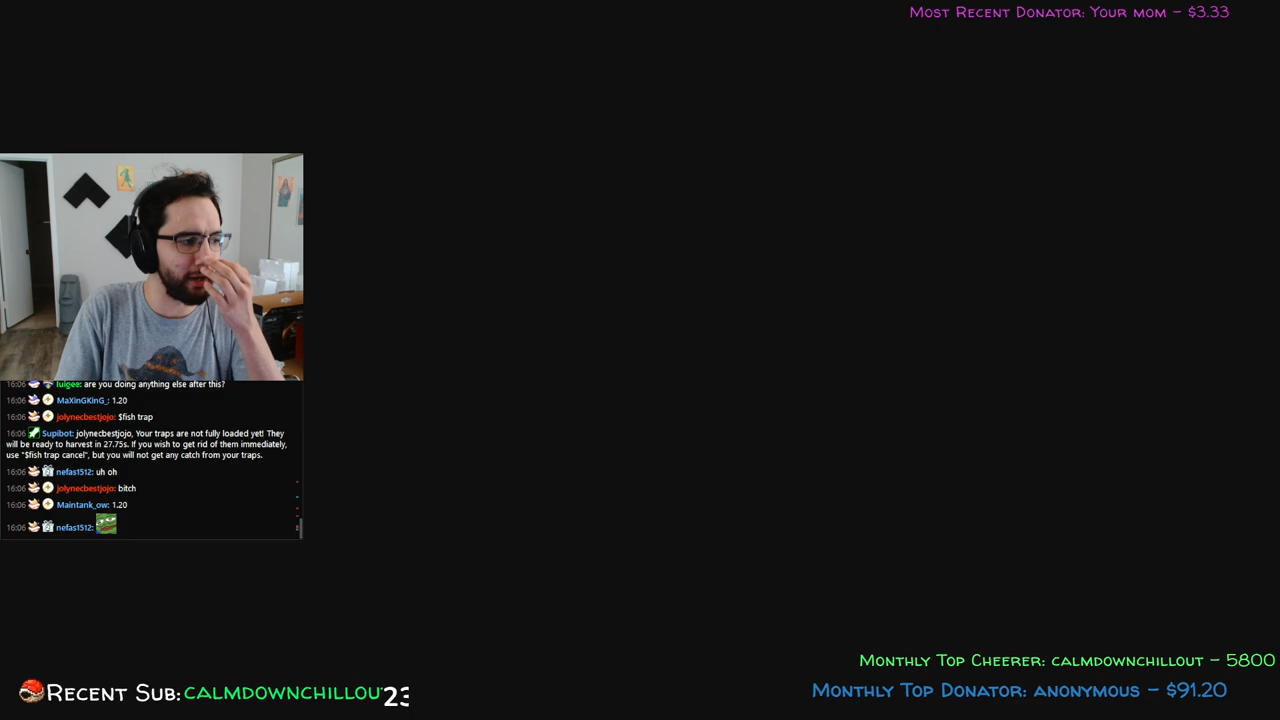 Most Recent Donator: Your mom - $3.33
16:06 luigee: are you doing anything else after this?
16:06 MaXinGKinG_: 1.20
16:06 jolynecbestjojo: $fish trap
16:06 Supibot: jolynecbestjojo, Your traps are not fully loaded yet! They
will be ready to harvest in 27.75s. If you wish to get rid of them immediately,
use "$fish trap cancel", but you will not get any catch from your traps.
16:06 nefas1512: uh oh
16:06 jolynecbestjojo: bitch
16:06 Maintank_ow: 1.20
16:06 nefas1512:
Monthly Top Cheerer: calmdownchillout - 5800
Recent Sub: calmdownchillou 23
Monthly Top Donator: anonymous - $91.20